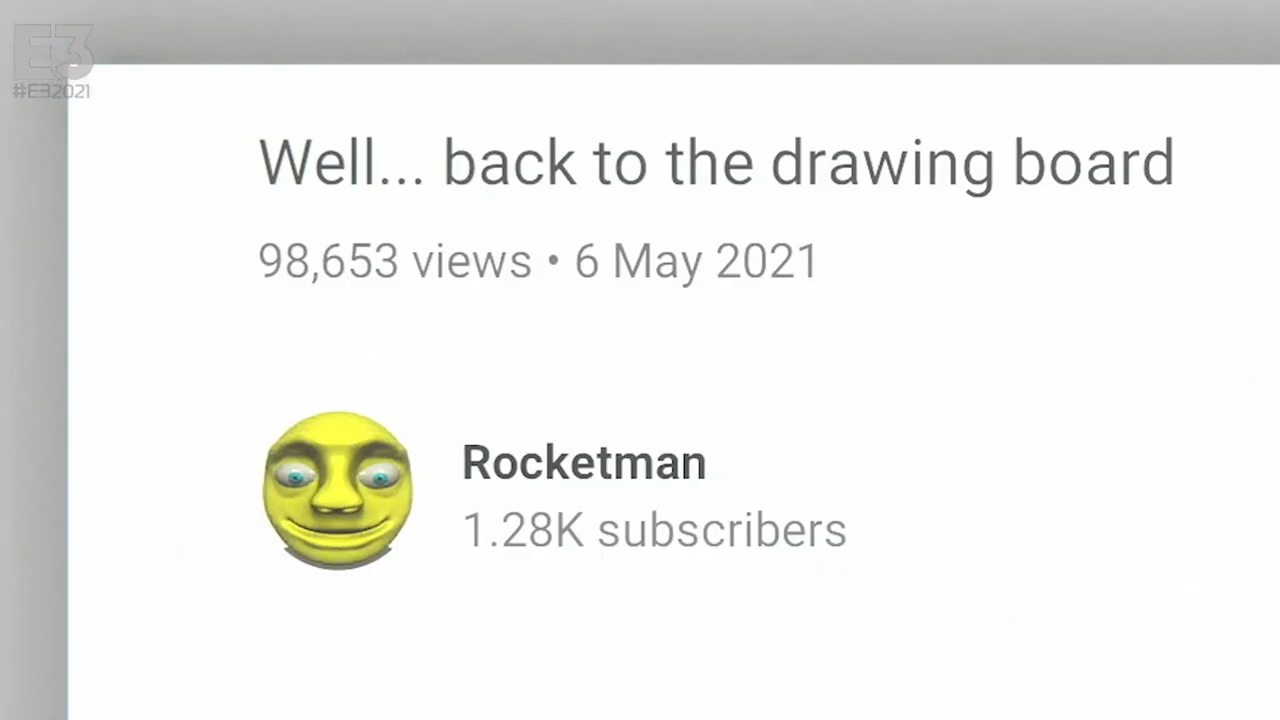 E3
#E32021
Well... back to the drawing board
98,653 views • 6 May 2021
Rocketman
1.28K subscribers